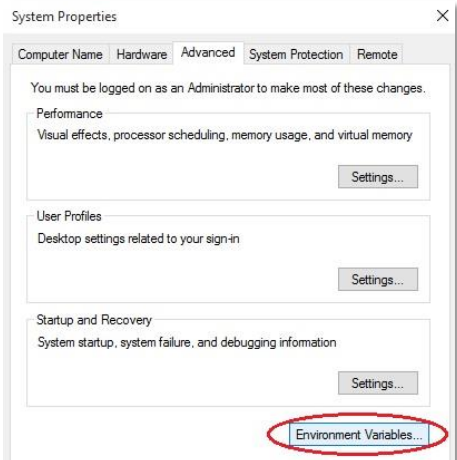 System Properties
Computer Name Hardware Advanced System Protection Remote
You must be logged on as an Administrator to make most of these changes.
Performance
Visual effects, processor scheduling, memory usage, and virtual memory
Settings...
User Profiles
Desktop settings related to your sign-in
Settings...
Startup and Recovery
System startup, system failure, and debugging information
Settings...
Environment Variables...